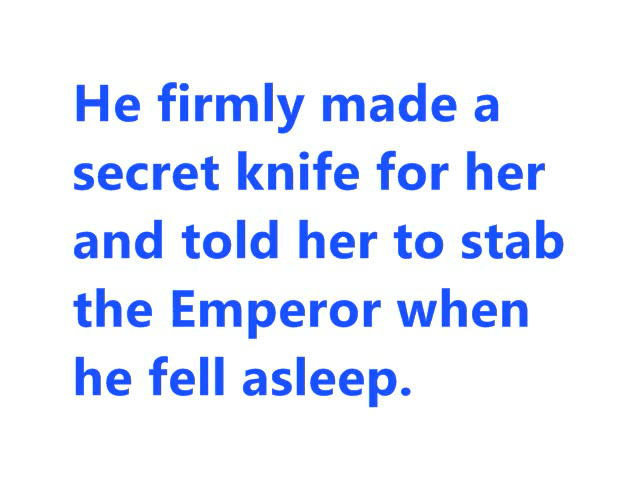 He firmly made a
secret knife for her
and told her to stab
the Emperor when
he fell asleep.